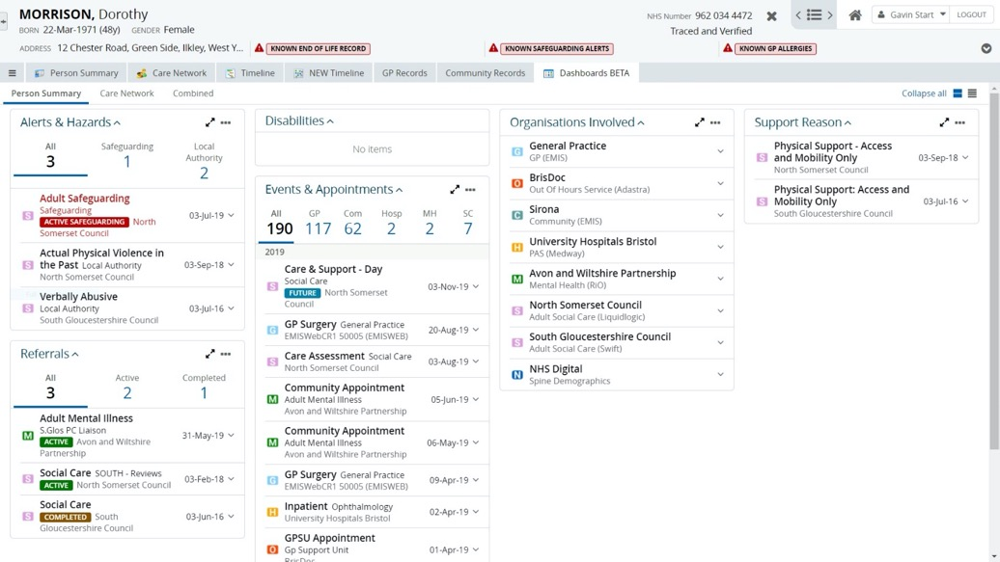 MORRISON, Dorothy
BORN 22-Mar-1971 (48y) GENDER Female
ADDRESS 12 Chester Road, Green Side, Ilkley, West Y...
KNOWN END OF LIFE RECORD
KNOWN SAFEGUARDING ALERTS
KNOWN GP ALLERGIES
NHS Number 962 034 4472
Traced and Verified
Gavin Start
LOGOUT
Person Summary
Care Network
Timeline
NEW Timeline
GP Records
Community Records
Dashboards BETA
Person Summary
Care Network
Combined
Collapse all
Alerts & Hazards
All
3
Safeguarding
1
Local
Authority
2
S
Adult Safeguarding
Safeguarding
ACTIVE SAFEGUARDING North
Somerset Council
03-Jul-19
S
Actual Physical Violence in
the Past Local Authority
North Somerset Council
03-Sep-18
S
Verbally Abusive
Local Authority
South Gloucestershire Council
03-Jul-16
Referrals
All
3
Active
2
Completed
1
M
Adult Mental Illness
S.Glos PC Liaison
ACTIVE Avon and Wiltshire
Partnership
31-May-19
S
Social Care SOUTH - Reviews
ACTIVE North Somerset Council
03-Feb-18
S
Social Care
COMPLETED South
Gloucestershire Council
03-Jun-16
Disabilities
No items
Events & Appointments
All
190
GP
117
Com
62
Hosp
2
MH
2
SC
7
2019
S
Care & Support - Day
Social Care
FUTURE North Somerset
Council
03-Nov-19
G
GP Surgery General Practice
EMISWebCR1 50005 (EMISWEB)
20-Aug-19
S
Care Assessment Social Care
North Somerset Council
03-Aug-19
M
Community Appointment
Adult Mental Illness
Avon and Wiltshire Partnership
05-Jun-19
M
Community Appointment
Adult Mental Illness
Avon and Wiltshire Partnership
06-May-19
G
GP Surgery General Practice
EMISWebCR1 50005 (EMISWEB)
09-Apr-19
H
Inpatient Ophthalmology
University Hospitals Bristol
02-Apr-19
O
GPSU Appointment
Gp Support Unit
BrisDoc
01-Apr-19
Organisations Involved
G
General Practice
GP (EMIS)
O
BrisDoc
Out Of Hours Service (Adastra)
C
Sirona
Community (EMIS)
H
University Hospitals Bristol
PAS (Medway)
M
Avon and Wiltshire Partnership
Mental Health (RiO)
S
North Somerset Council
Adult Social Care (Liquidlogic)
S
South Gloucestershire Council
Adult Social Care (Swift)
N
NHS Digital
Spine Demographics
Support Reason
S
Physical Support - Access
and Mobility Only
North Somerset Council
03-Sep-18
S
Physical Support: Access and
Mobility Only
South Gloucestershire Council
03-Jul-16